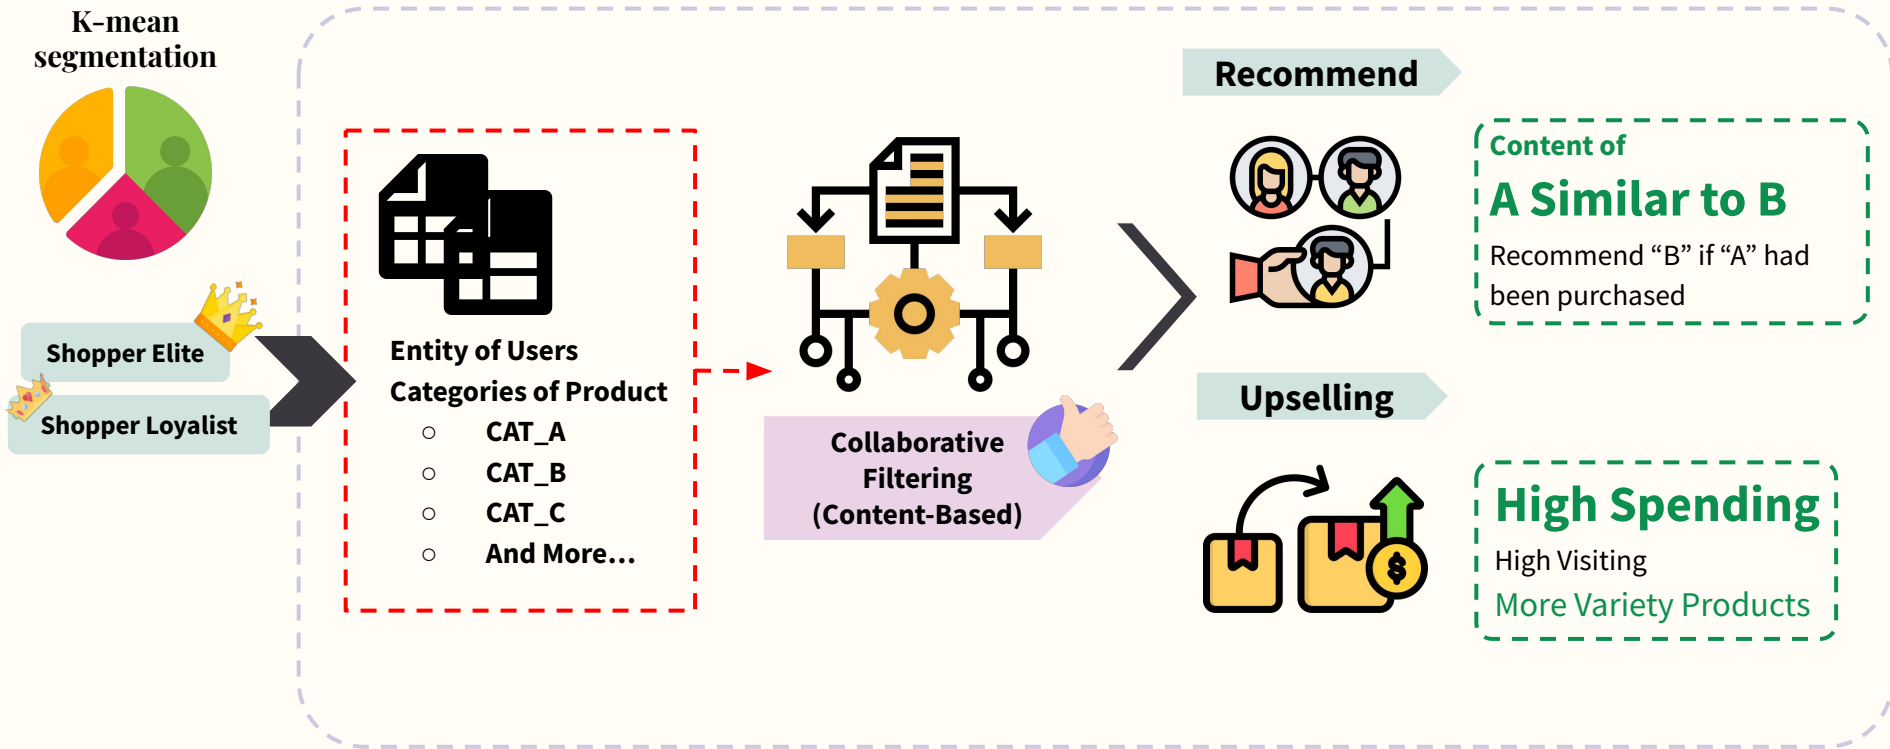 K-mean
segmentation
Shopper Elite
Shopper Loyalist
Entity of Users
Categories of Product
○ CAT_A
○ CAT_B
○ CAT_C
○ And More...
Collaborative
Filtering
(Content-Based)
Recommend
Content of
A Similar to B
Recommend “B” if “A” had
been purchased
Upselling
$
High Spending
High Visiting
More Variety Products